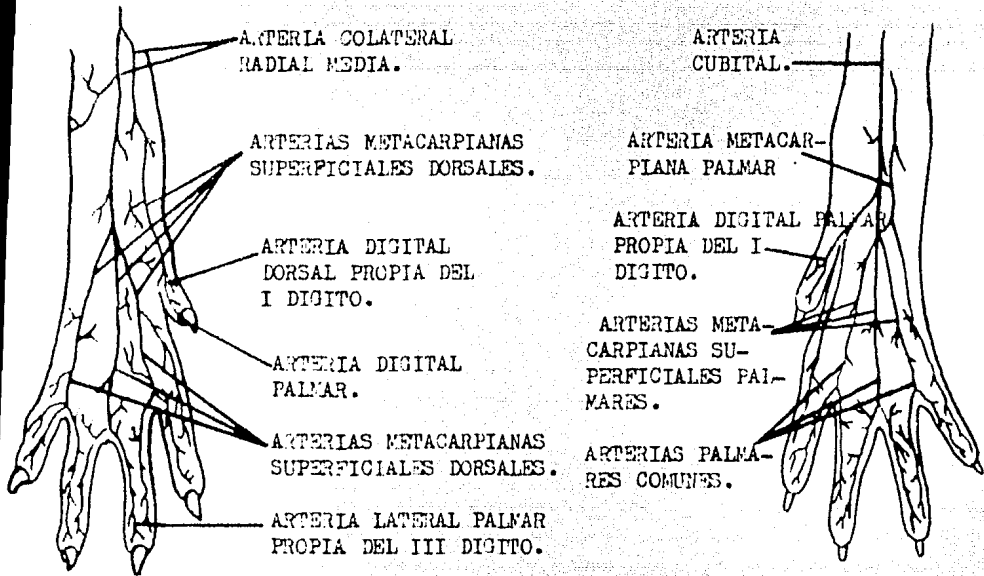 ARTERIA COLATERAL
RADIAL MEDIA.
ARTERIAS METACARPIANAS
SUPERFICIALES DORSALES.
ARTERIA DIGITAL
DORSAL PROPIA DEL
I DIGITO.
ARTERIA DIGITAL
PALMAR.
ARTERIAS METACARPIANAS
SUPERFICIALES DORSALES.
ARTERIA LATERAL PALMAR
PROPIA DEL III DIGITO.
ARTERIA
CUBITAL.
ARTERIA METACAR-
PIANA PALMAR
ARTERIA DIGITAL PALMAR
PROPIA DEL I
DIGITO.
ARTERIAS META-
CARPIANAS SU-
PERFICIALES PAL-
MARES.
ARTERIAS PALMA-
RES COMUNES.